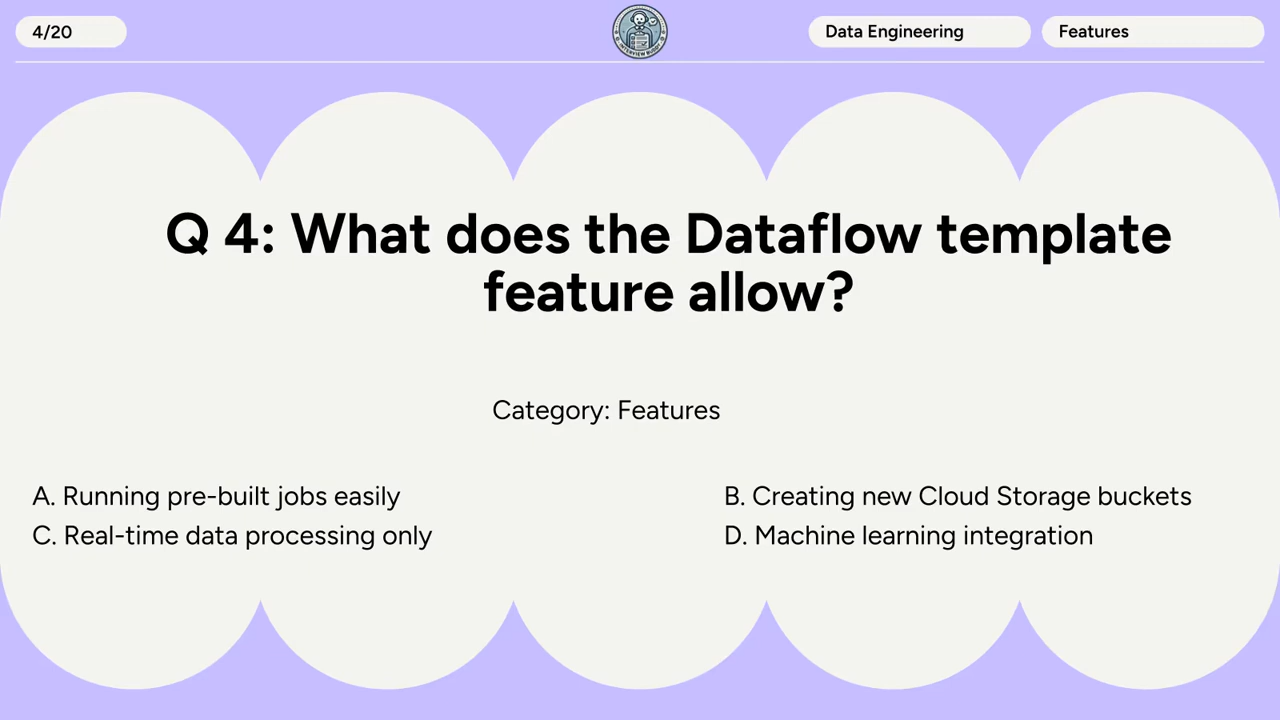 4/20
Data Engineering
Features
Q 4: What does the Dataflow template
feature allow?
Category: Features
A. Running pre-built jobs easily
B. Creating new Cloud Storage buckets
C. Real-time data processing only
D. Machine learning integration